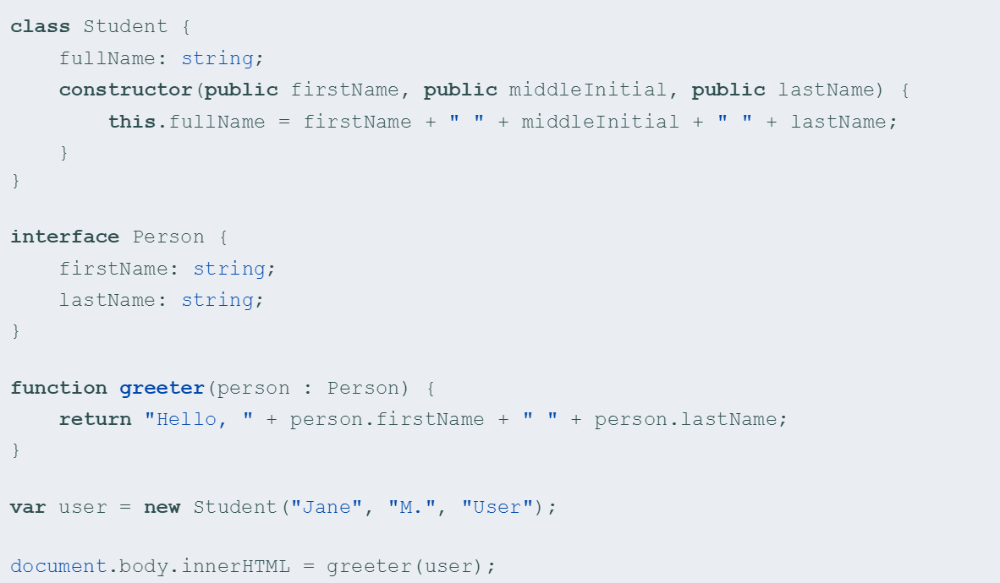 class Student {
    fullName: string;
    constructor(public firstName, public middleInitial, public lastName) {
        this.fullName = firstName + " " + middleInitial + " " + lastName;
    }
}

interface Person {
    firstName: string;
    lastName: string;
}

function greeter(person : Person) {
    return "Hello, " + person.firstName + " " + person.lastName;
}

var user = new Student("Jane", "M.", "User");

document.body.innerHTML = greeter(user);